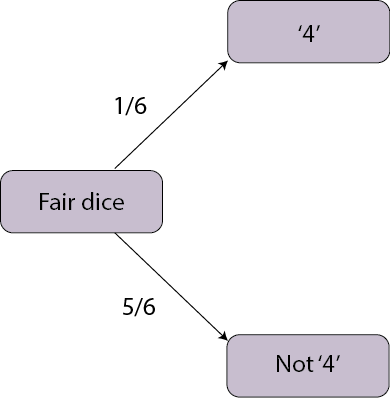 ‘4’
1/6
Fair dice
5/6
Not ‘4’